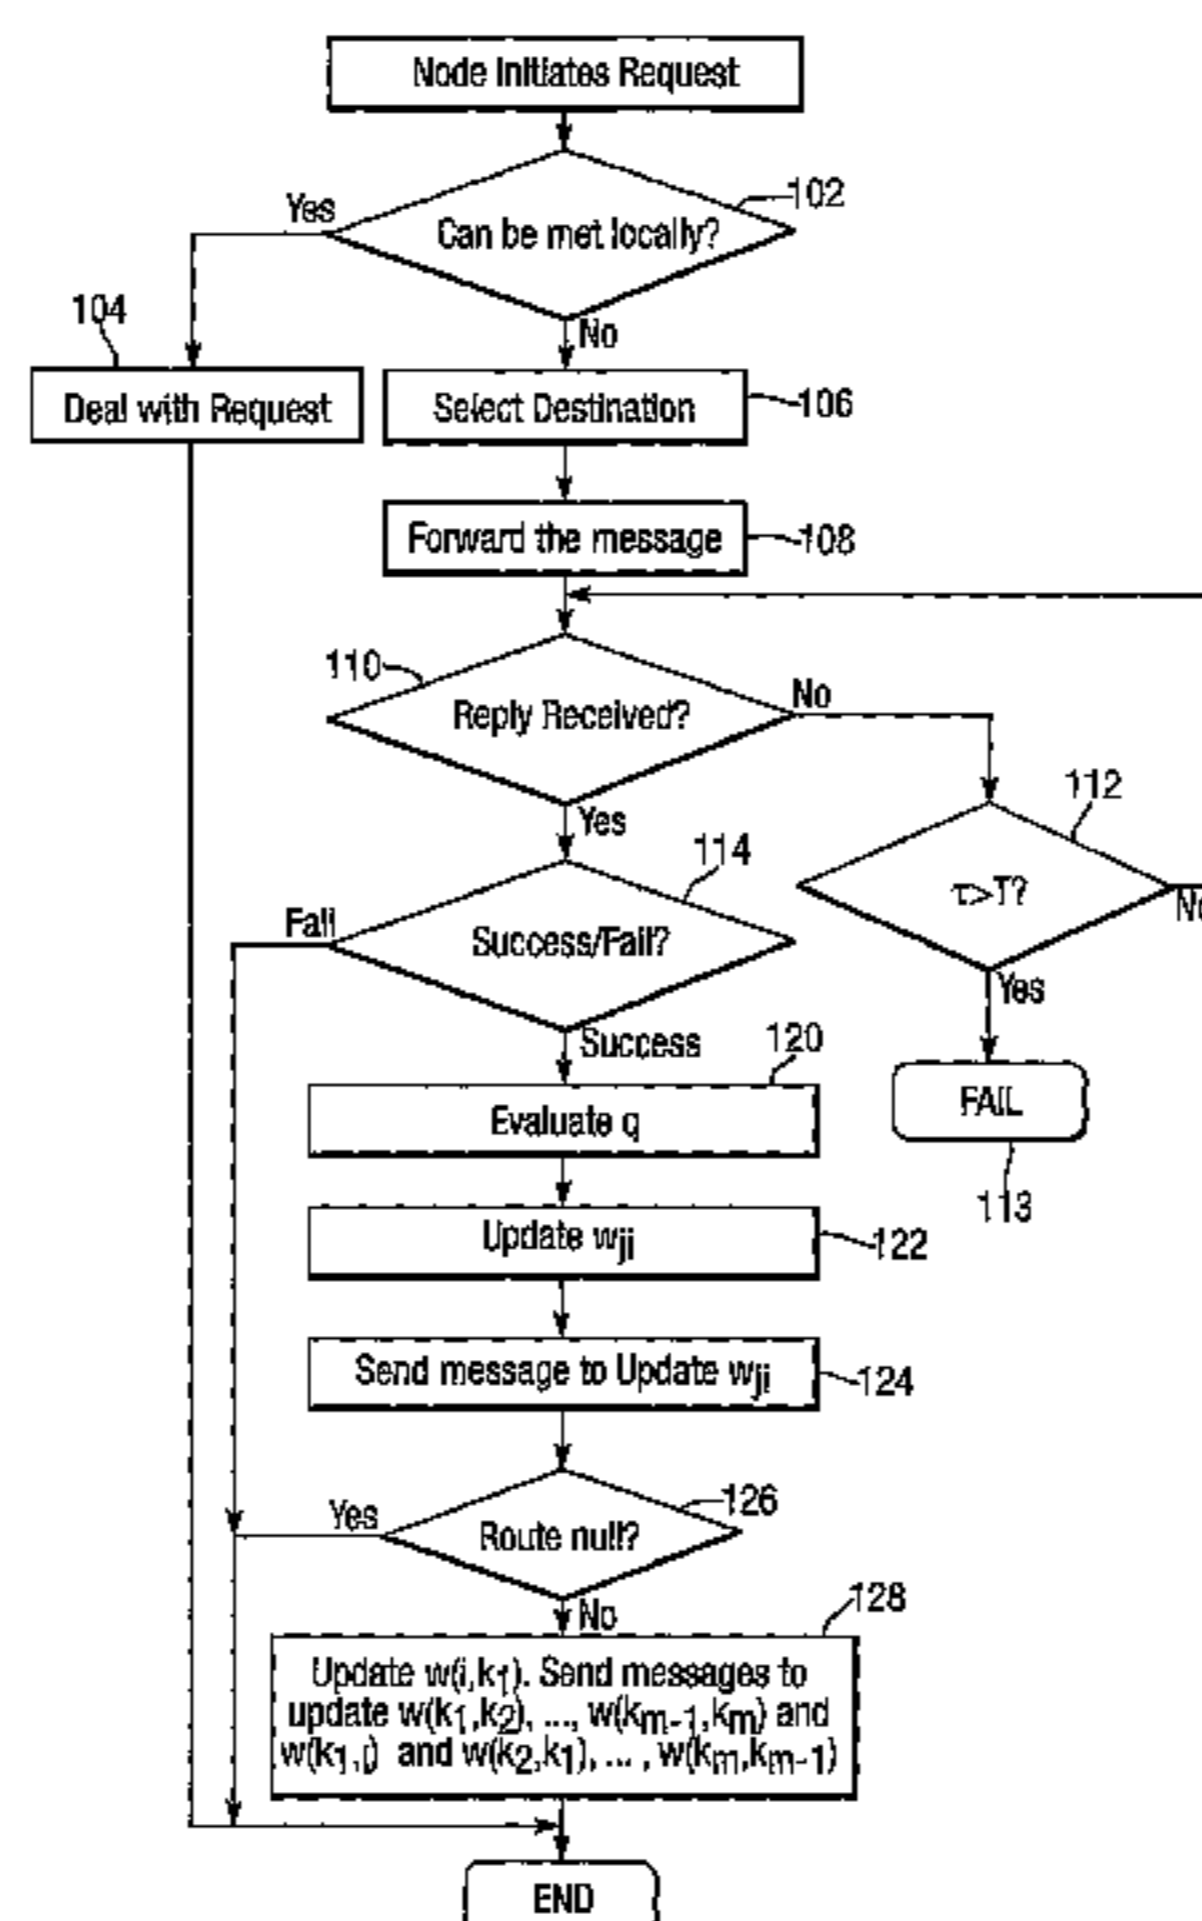 Node Initiates Request
102
Yes
Can be met locally?
104
No
Deal with Request
Select Destination
106
Forward the message
108
110
No
Reply Received?
112
Yes
114
τ>T?
No
Fail
Success/Fail?
Yes
Success
120
FAIL
Evaluate q
113
Update wji
122
Send message to Update wji
124
126
Yes
Route null?
128
No
Update w(i,k1). Send messages to
update w(k1,k2), ..., w(km-1,km) and
w(k1,i) and w(k2,k1), ... , w(km,km-1)
END